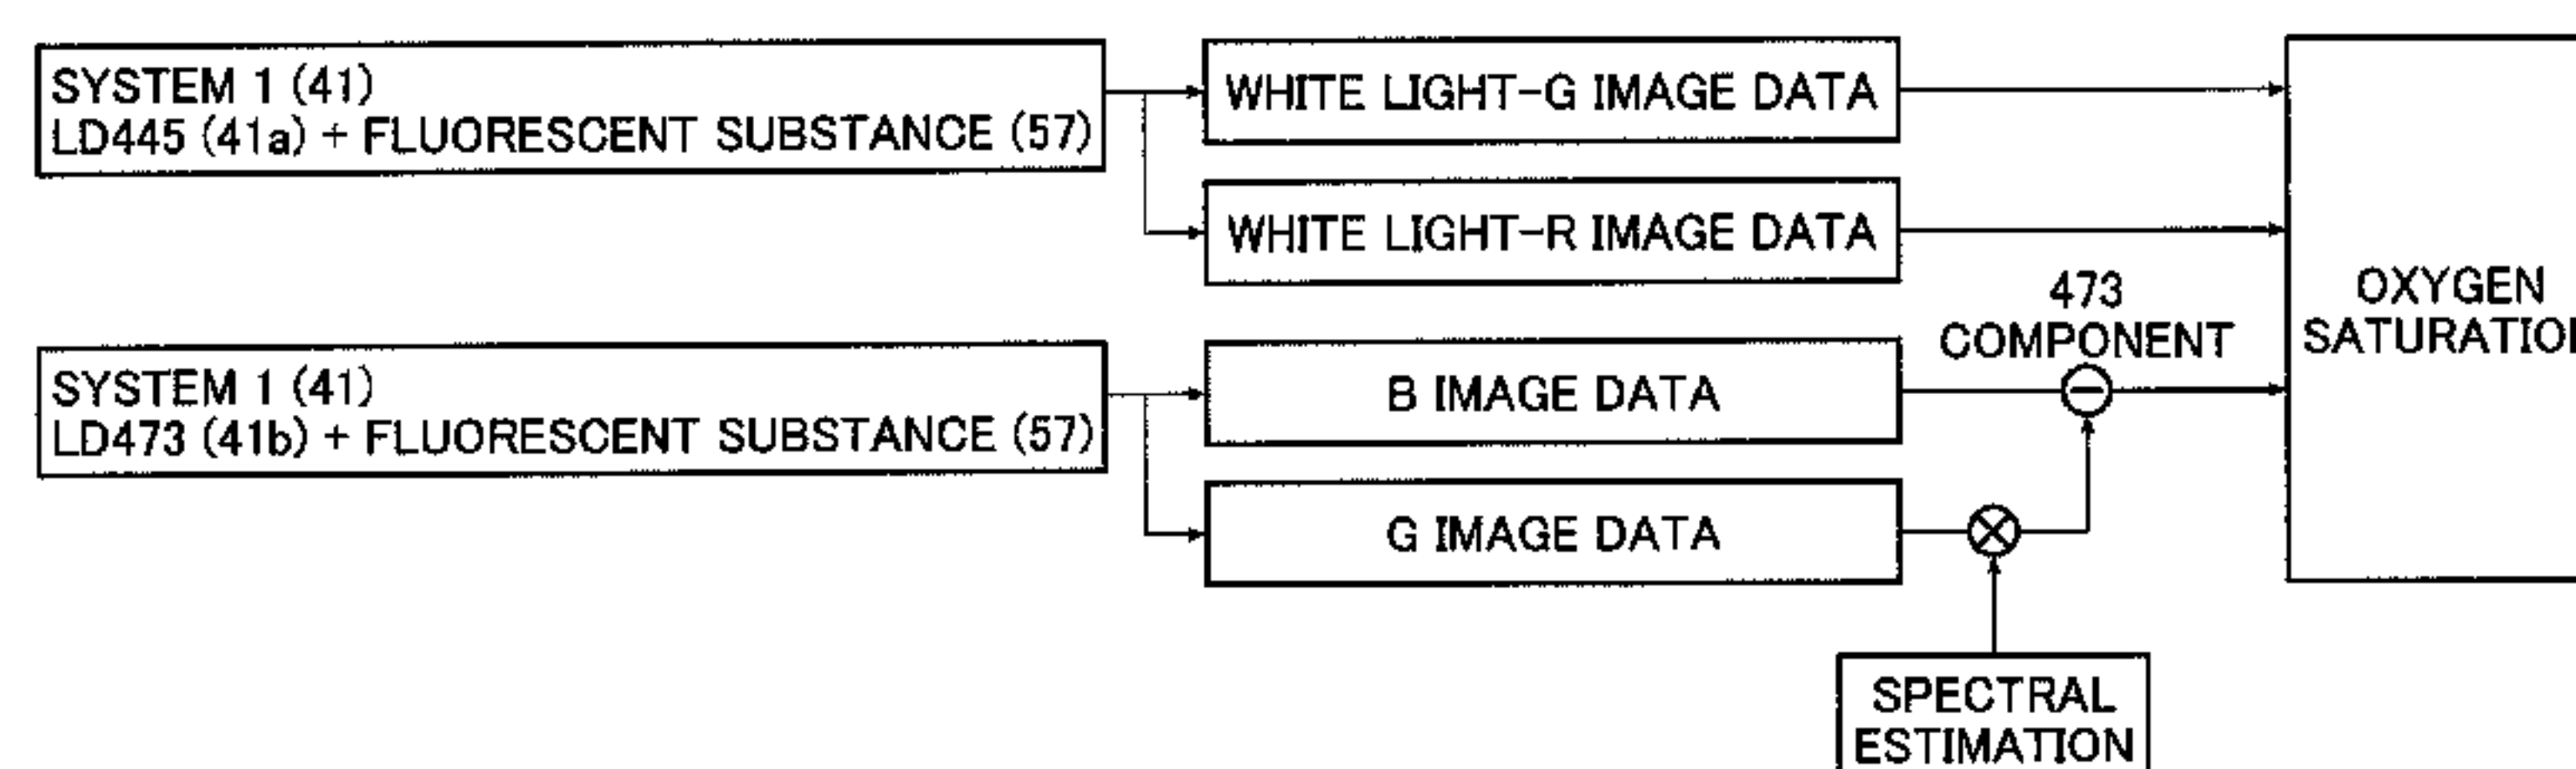 SYSTEM 1 (41)
LD445 (41a) + FLUORESCENT SUBSTANCE (57)
WHITE LIGHT-G IMAGE DATA
WHITE LIGHT-R IMAGE DATA
SYSTEM 1 (41)
LD473 (41b) + FLUORESCENT SUBSTANCE (57)
B IMAGE DATA
G IMAGE DATA
473
COMPONENT
SPECTRAL
ESTIMATION
OXYGEN